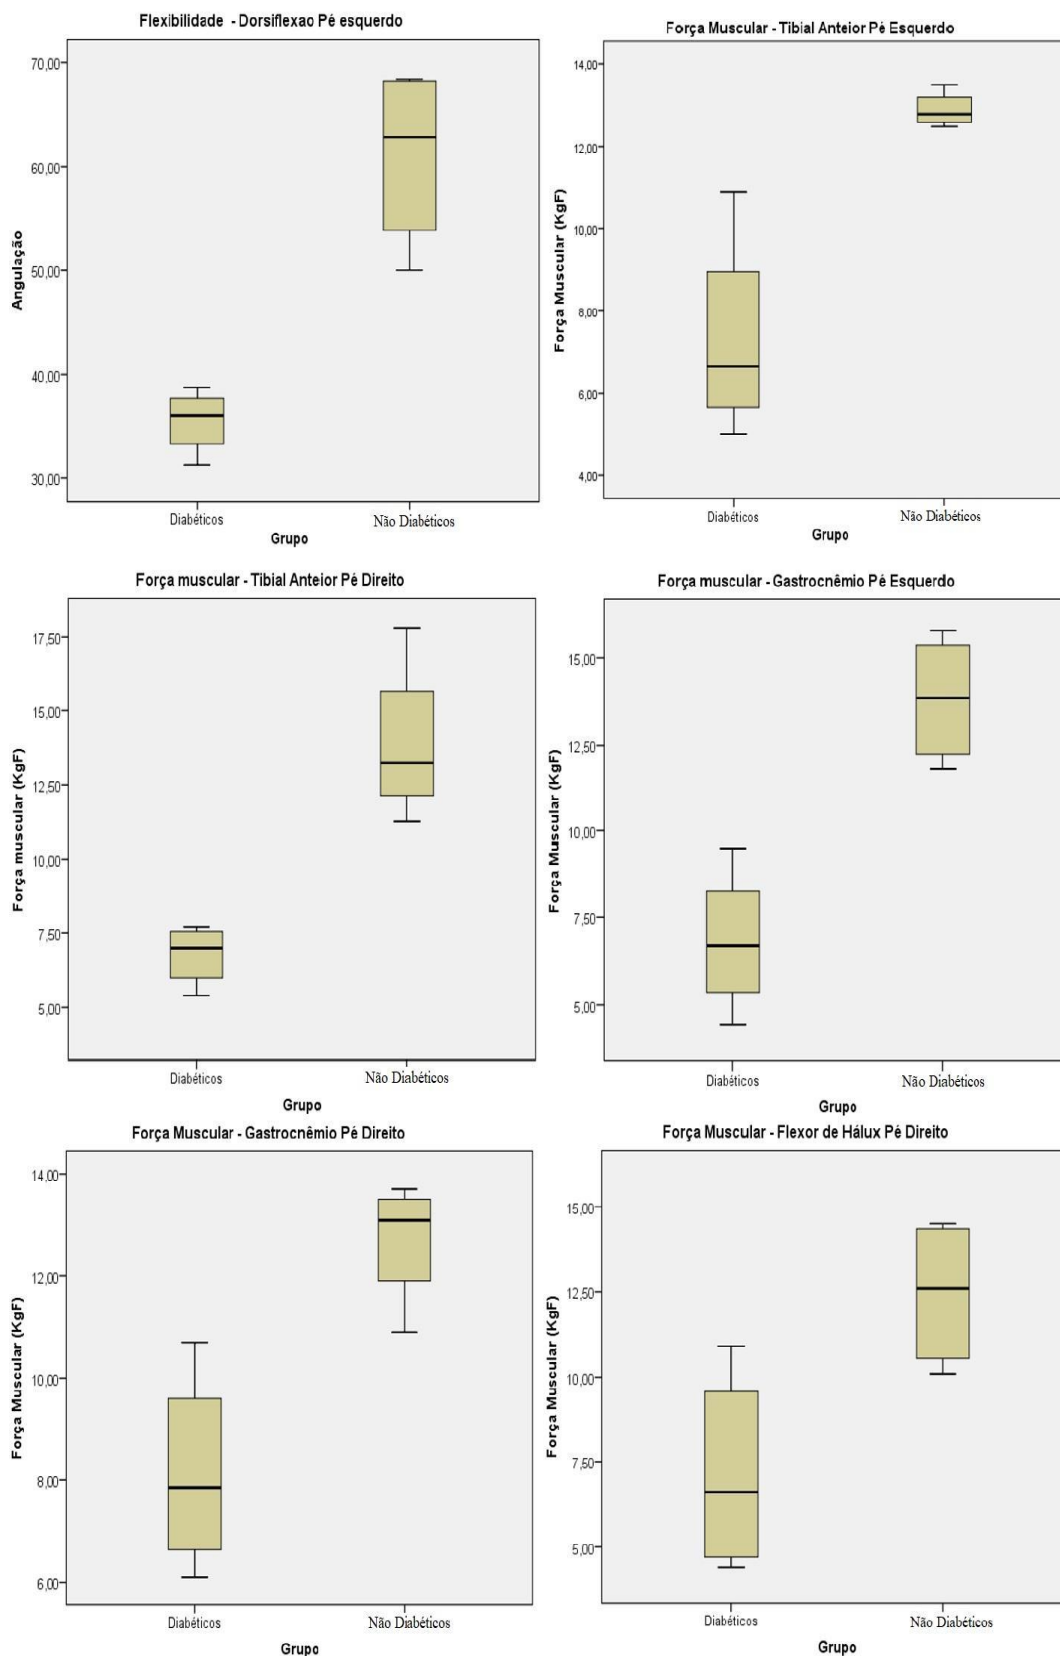 Flexibilidade - Dorsiflexao Pé esquerdo
70,00
60,00
50,00
40,00
30,00
Angulação
Diabéticos
Não Diabéticos
Grupo
Força Muscular - Tibial Anteior Pé Esquerdo
14,00
12,00
10,00
8,00
6,00
4,00
Força Muscular (KgF)
Diabéticos
Não Diabéticos
Grupo
Força muscular - Tibial Anteior Pé Direito
17,50
15,00
12,50
10,00
7,50
5,00
Força muscular (KgF)
Diabéticos
Não Diabéticos
Grupo
Força muscular - Gastrocnêmio Pé Esquerdo
15,00
12,50
10,00
7,50
5,00
Força Muscular (KgF)
Diabéticos
Não Diabéticos
Grupo
Força Muscular - Gastrocnêmio Pé Direito
14,00
12,00
10,00
8,00
6,00
Força Muscular (KgF)
Diabéticos
Não Diabéticos
Grupo
Força Muscular - Flexor de Hálux Pé Direito
15,00
12,50
10,00
7,50
5,00
Força Muscular (KgF)
Diabéticos
Não Diabéticos
Grupo